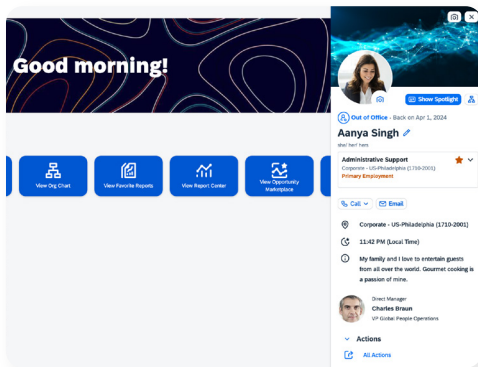 Good morning!
View Org Chart
View Favorite Reports
View Report Center
View Opportunity
Marketplace
Show Spotlight
Out of Office - Back on Apr 1, 2024
Aanya Singh
she/ her/ hers
Administrative Support
Corporate - US-Philadelphia (1710-2001)
Primary Employment
Call
Email
Corporate - US-Philadelphia (1710-2001)
11:42 PM (Local Time)
My family and I love to entertain guests
from all over the world. Gourmet cooking is
a passion of mine.
Direct Manager
Charles Braun
VP Global People Operations
Actions
All Actions